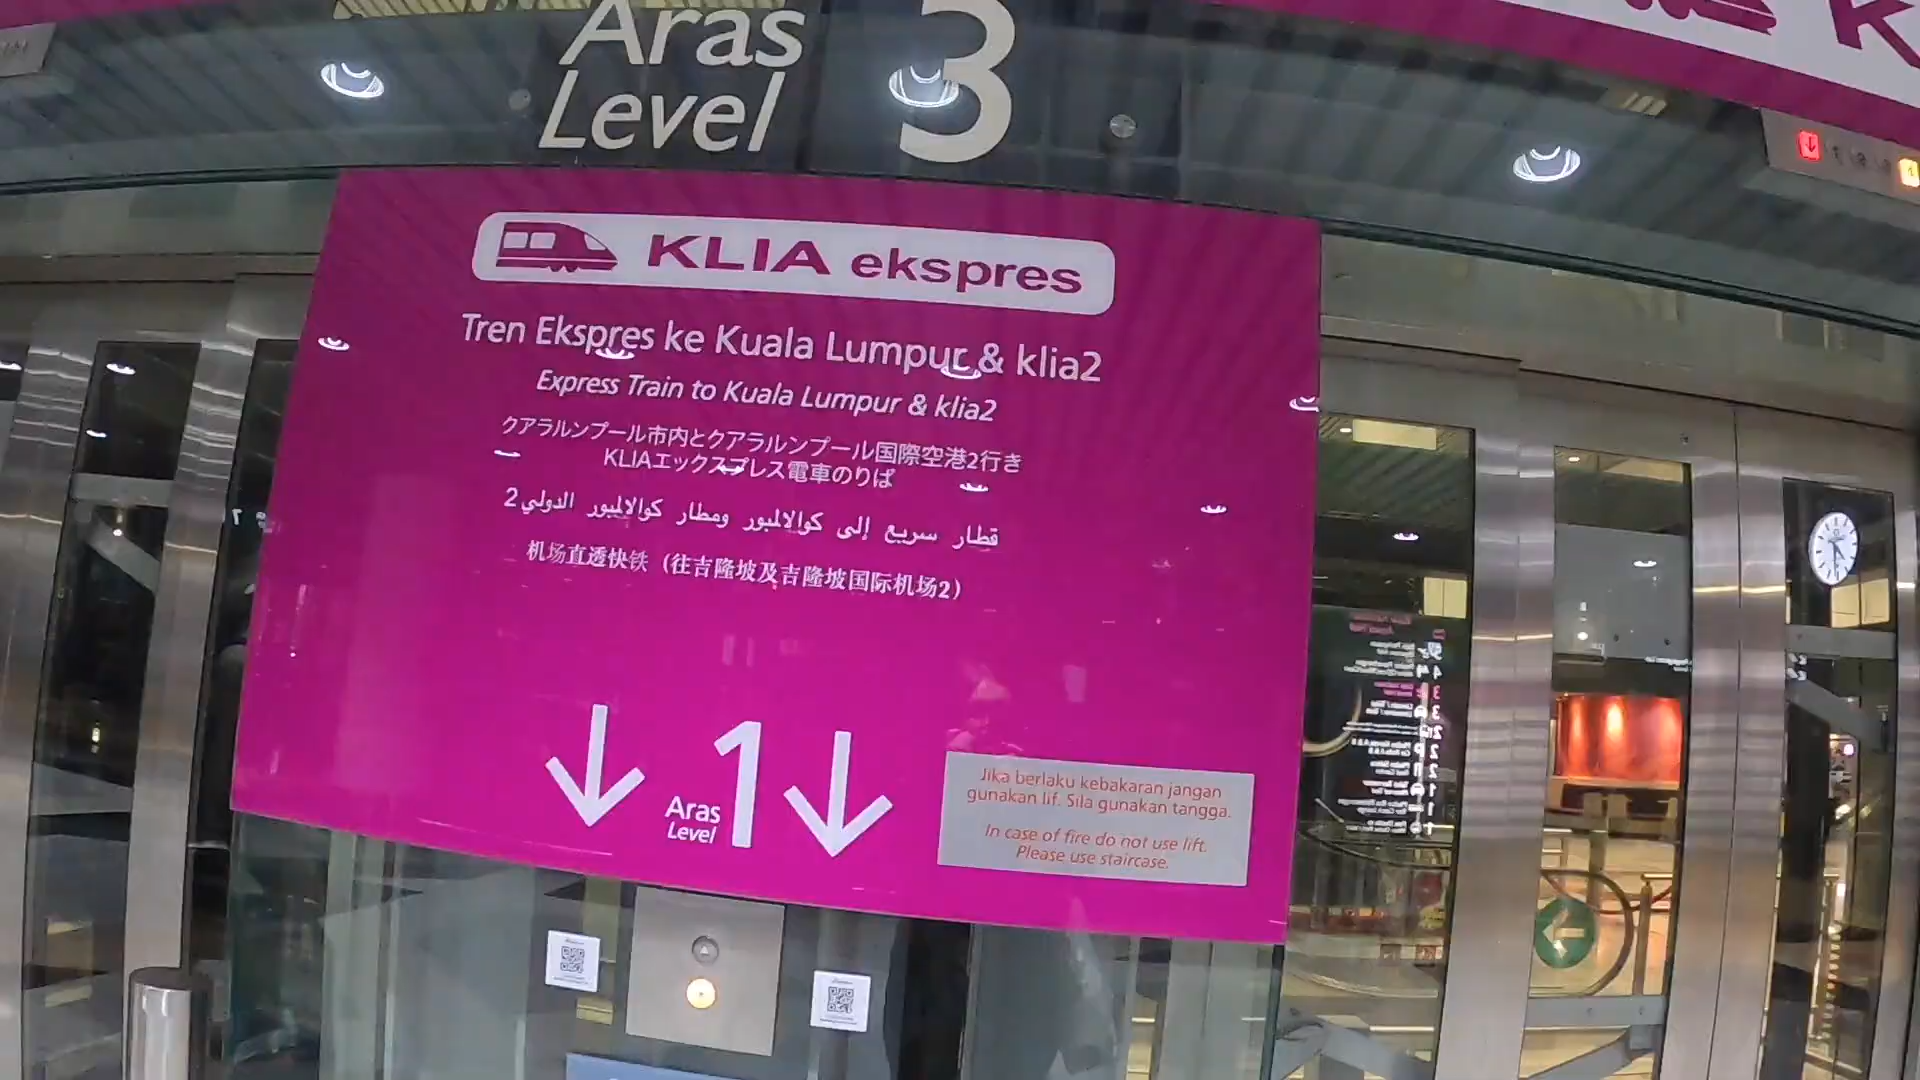 Aras
Level
3
KLIA ekspres
Tren Ekspres ke Kuala Lumpur & klia2
Express Train to Kuala Lumpur & klia2
クアラルンプール市内とクアラルンプール国際空港2行き
KLIAエックスプレス電車のりば
قطار سريع إلى كوالالمبور ومطار كوالالمبور الدولي2
机场直透快铁（往吉隆坡及吉隆坡国际机场2）
Aras
Level
1
Jika berlaku kebakaran jangan
gunakan lif. Sila gunakan tangga.
In case of fire do not use lift.
Please use staircase.
K